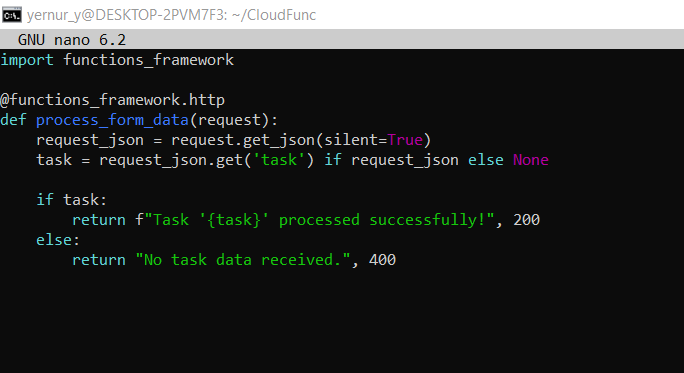 yernur_y@DESKTOP-2PVM7F3: ~/CloudFunc
GNU nano 6.2
import functions_framework

@functions_framework.http
def process_form_data(request):
    request_json = request.get_json(silent=True)
    task = request_json.get('task') if request_json else None

    if task:
        return f"Task '{task}' processed successfully!", 200
    else:
        return "No task data received.", 400